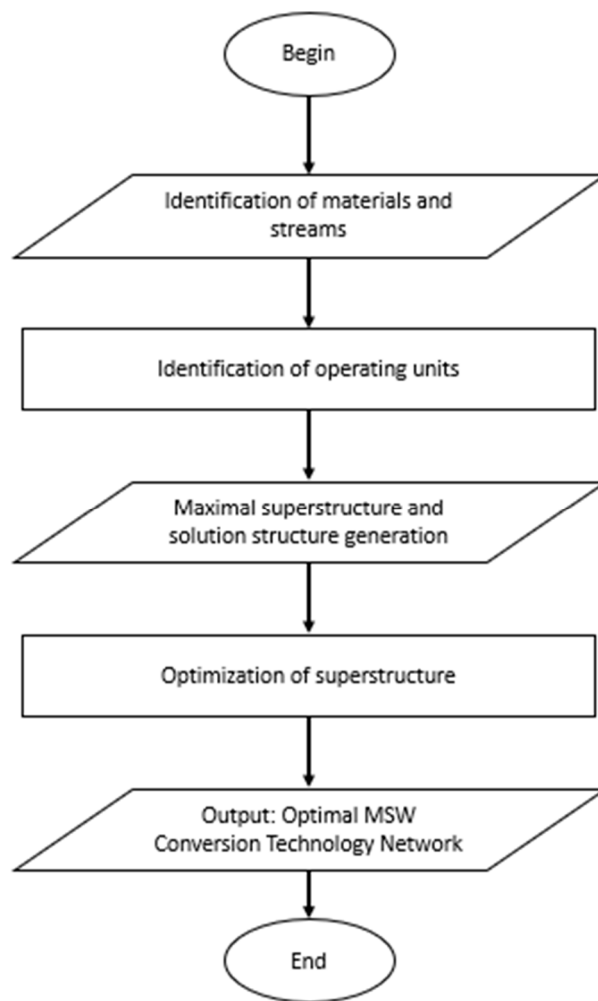 Begin
Identification of materials and
streams
Identification of operating units
Maximal superstructure and
solution structure generation
Optimization of superstructure
Output: Optimal MSW
Conversion Technology Network
End